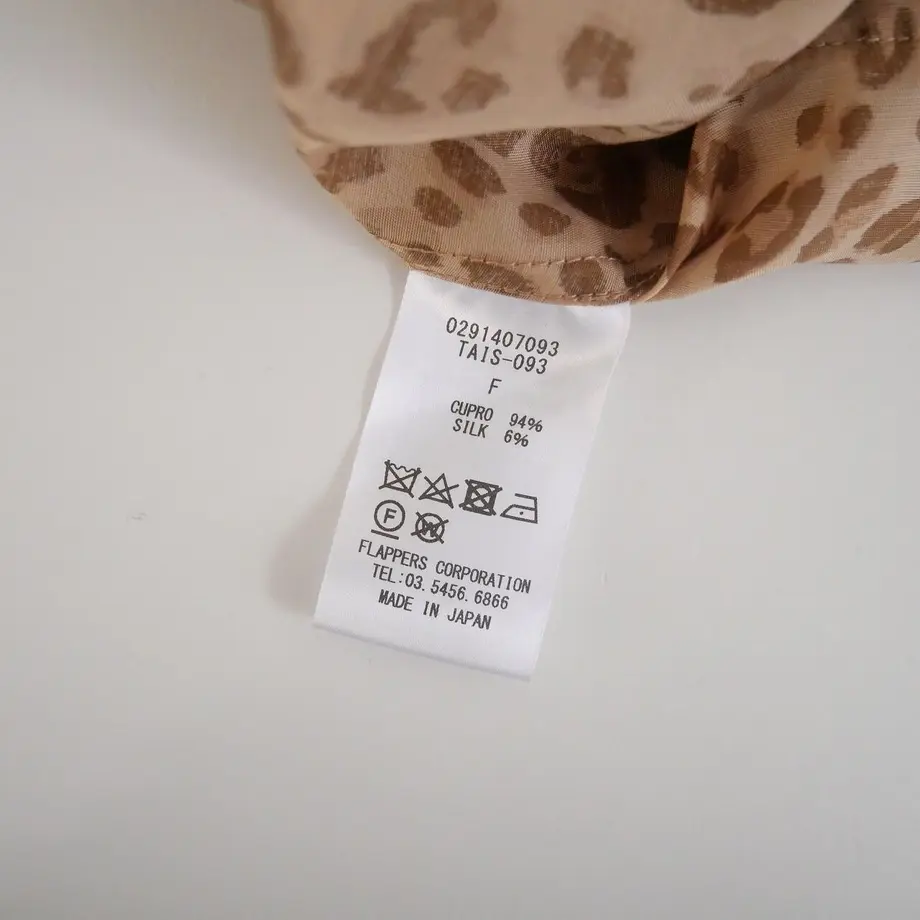 0291407093
TAIS-093
F
CUPRO 94%
SILK 6%
F W
FLAPPERS CORPORATION
TEL:03.5456.6866
MADE IN JAPAN